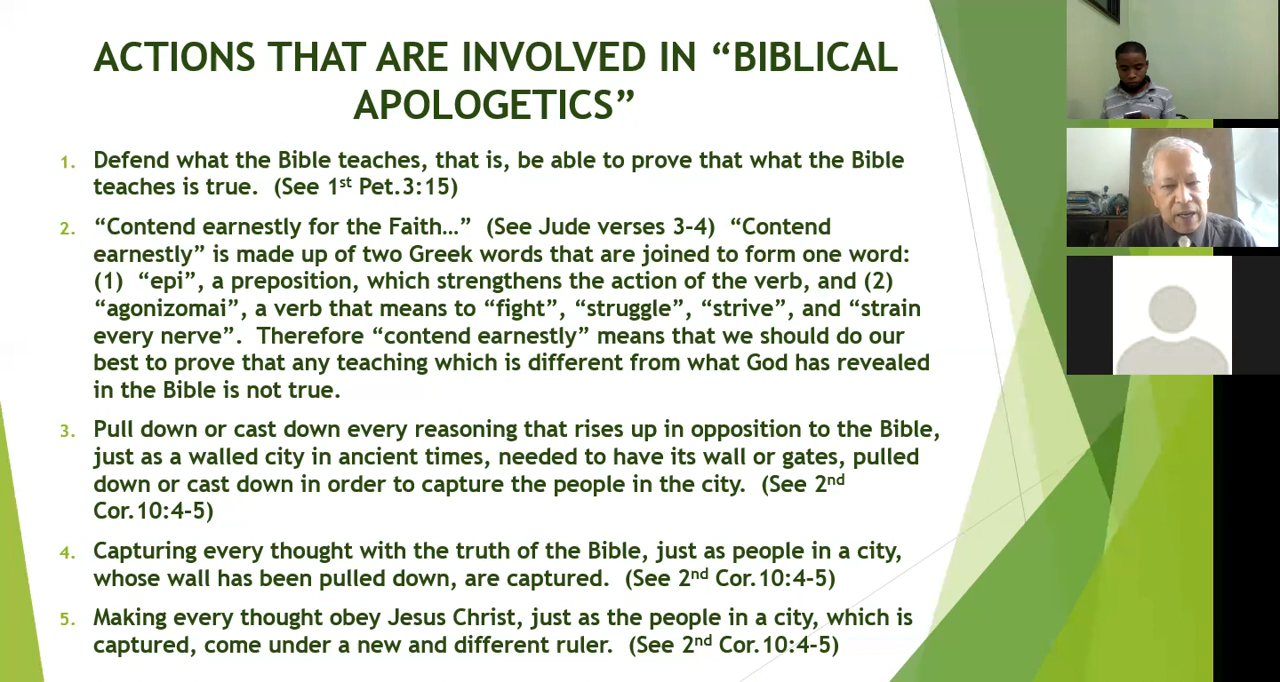 ACTIONS THAT ARE INVOLVED IN “BIBLICAL
APOLOGETICS”
1. Defend what the Bible teaches, that is, be able to prove that what the Bible
teaches is true.  (See 1st Pet.3:15)
2. “Contend earnestly for the Faith…”  (See Jude verses 3-4)  “Contend
earnestly” is made up of two Greek words that are joined to form one word:
(1)  “epi”, a preposition, which strengthens the action of the verb, and (2)
“agonizomai”, a verb that means to “fight”, “struggle”, “strive”, and “strain
every nerve”.  Therefore “contend earnestly” means that we should do our
best to prove that any teaching which is different from what God has revealed
in the Bible is not true.
3. Pull down or cast down every reasoning that rises up in opposition to the Bible,
just as a walled city in ancient times, needed to have its wall or gates, pulled
down or cast down in order to capture the people in the city.  (See 2nd
Cor.10:4-5)
4. Capturing every thought with the truth of the Bible, just as people in a city,
whose wall has been pulled down, are captured.  (See 2nd Cor.10:4-5)
5. Making every thought obey Jesus Christ, just as the people in a city, which is
captured, come under a new and different ruler.  (See 2nd Cor.10:4-5)